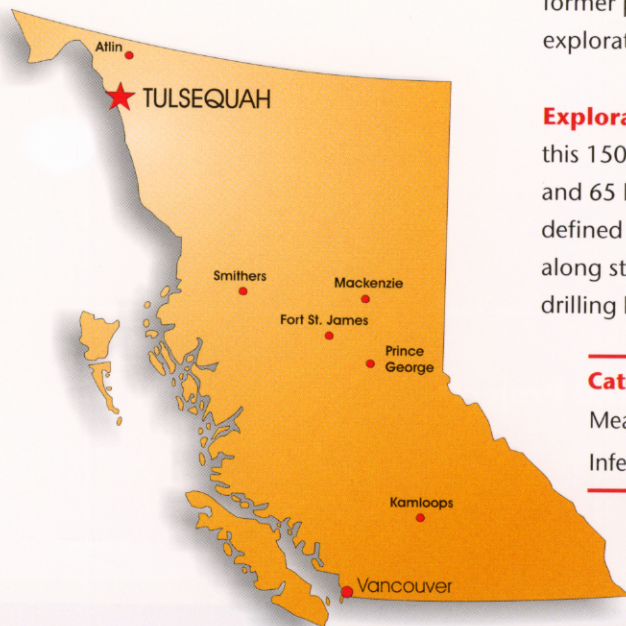 Atlin
TULSEQUAH
Smithers
Mackenzie
Fort St. James
Prince
George
Kamloops
Vancouver
former
explorat
Explora
this 150
and 65
defined
along st
drilling
Cat
Mea
Infe